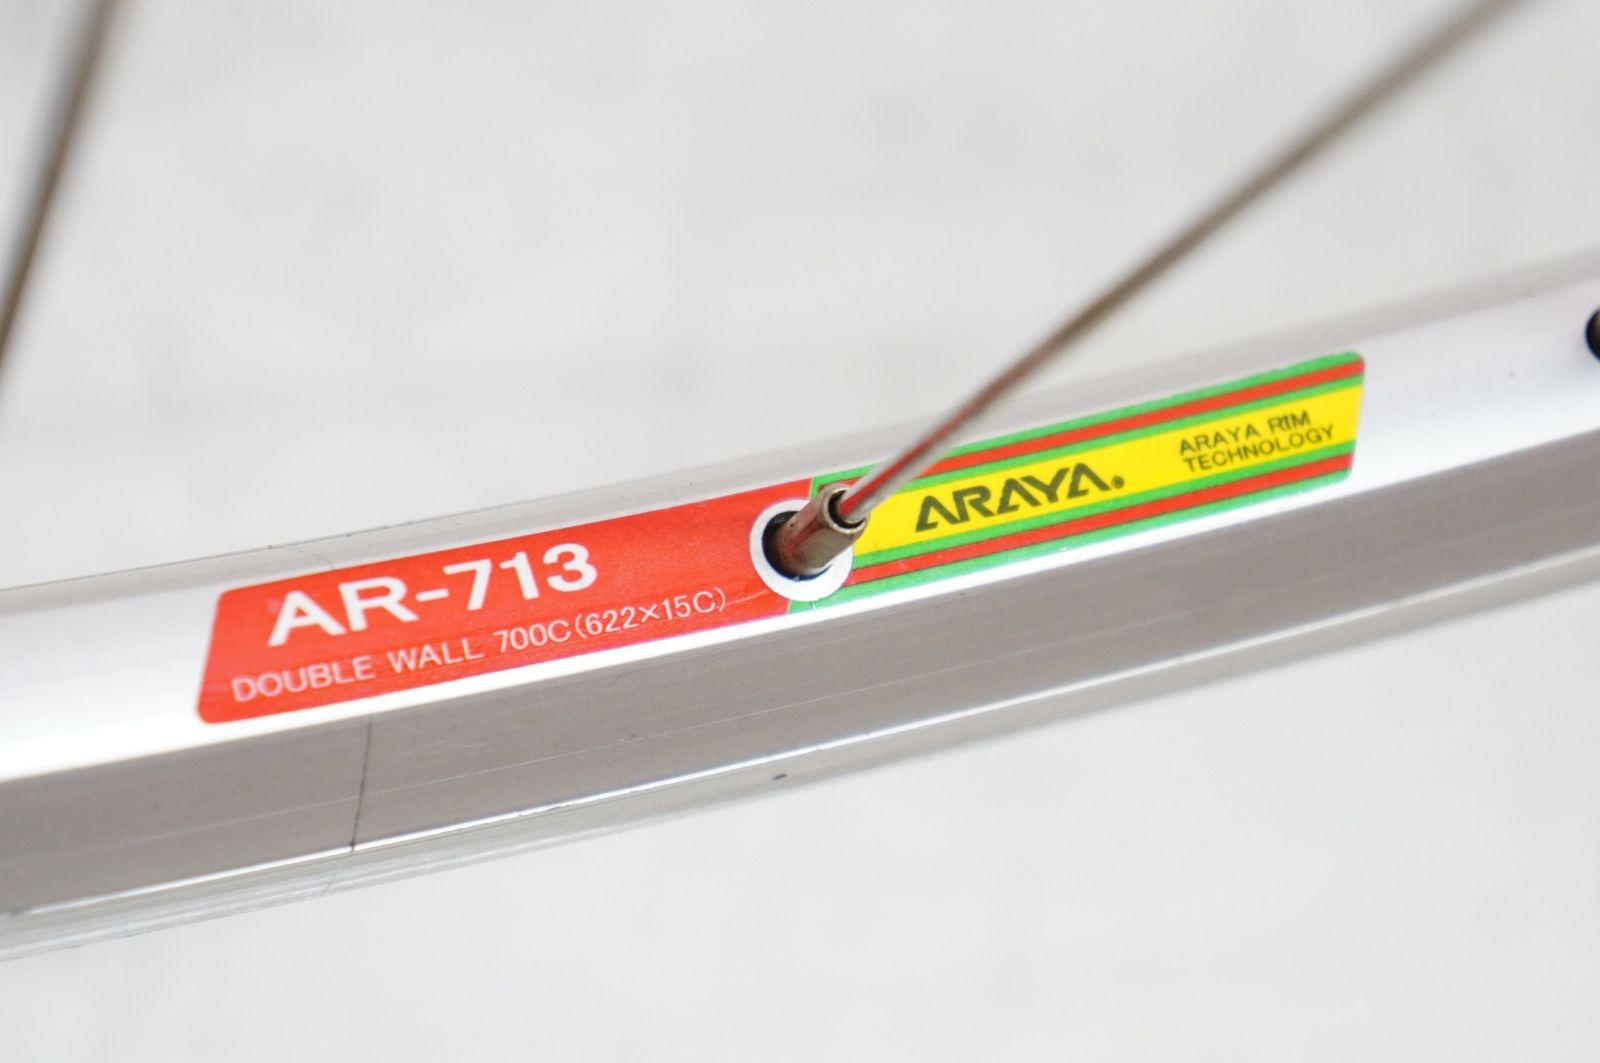 AR-713
DOUBLE WALL 700C(622×15C)
ARAYA®
ARAYA RIM
TECHNOLOGY